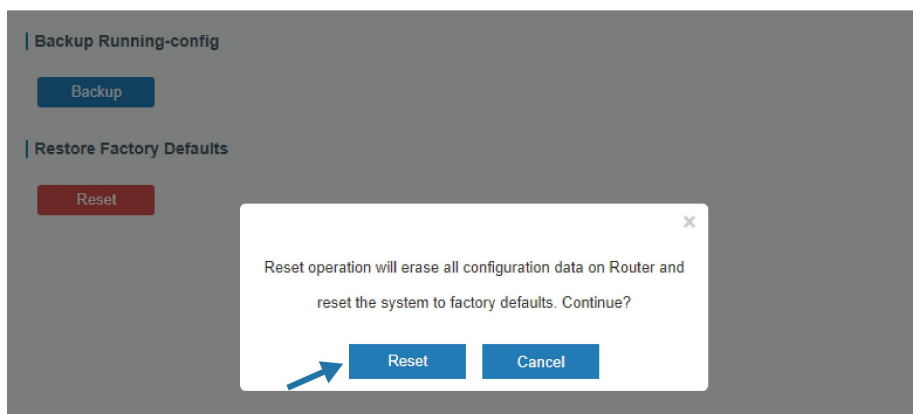 Backup Running-config
Backup
Restore Factory Defaults
Reset
×
Reset operation will erase all configuration data on Router and
reset the system to factory defaults. Continue?
Reset Cancel